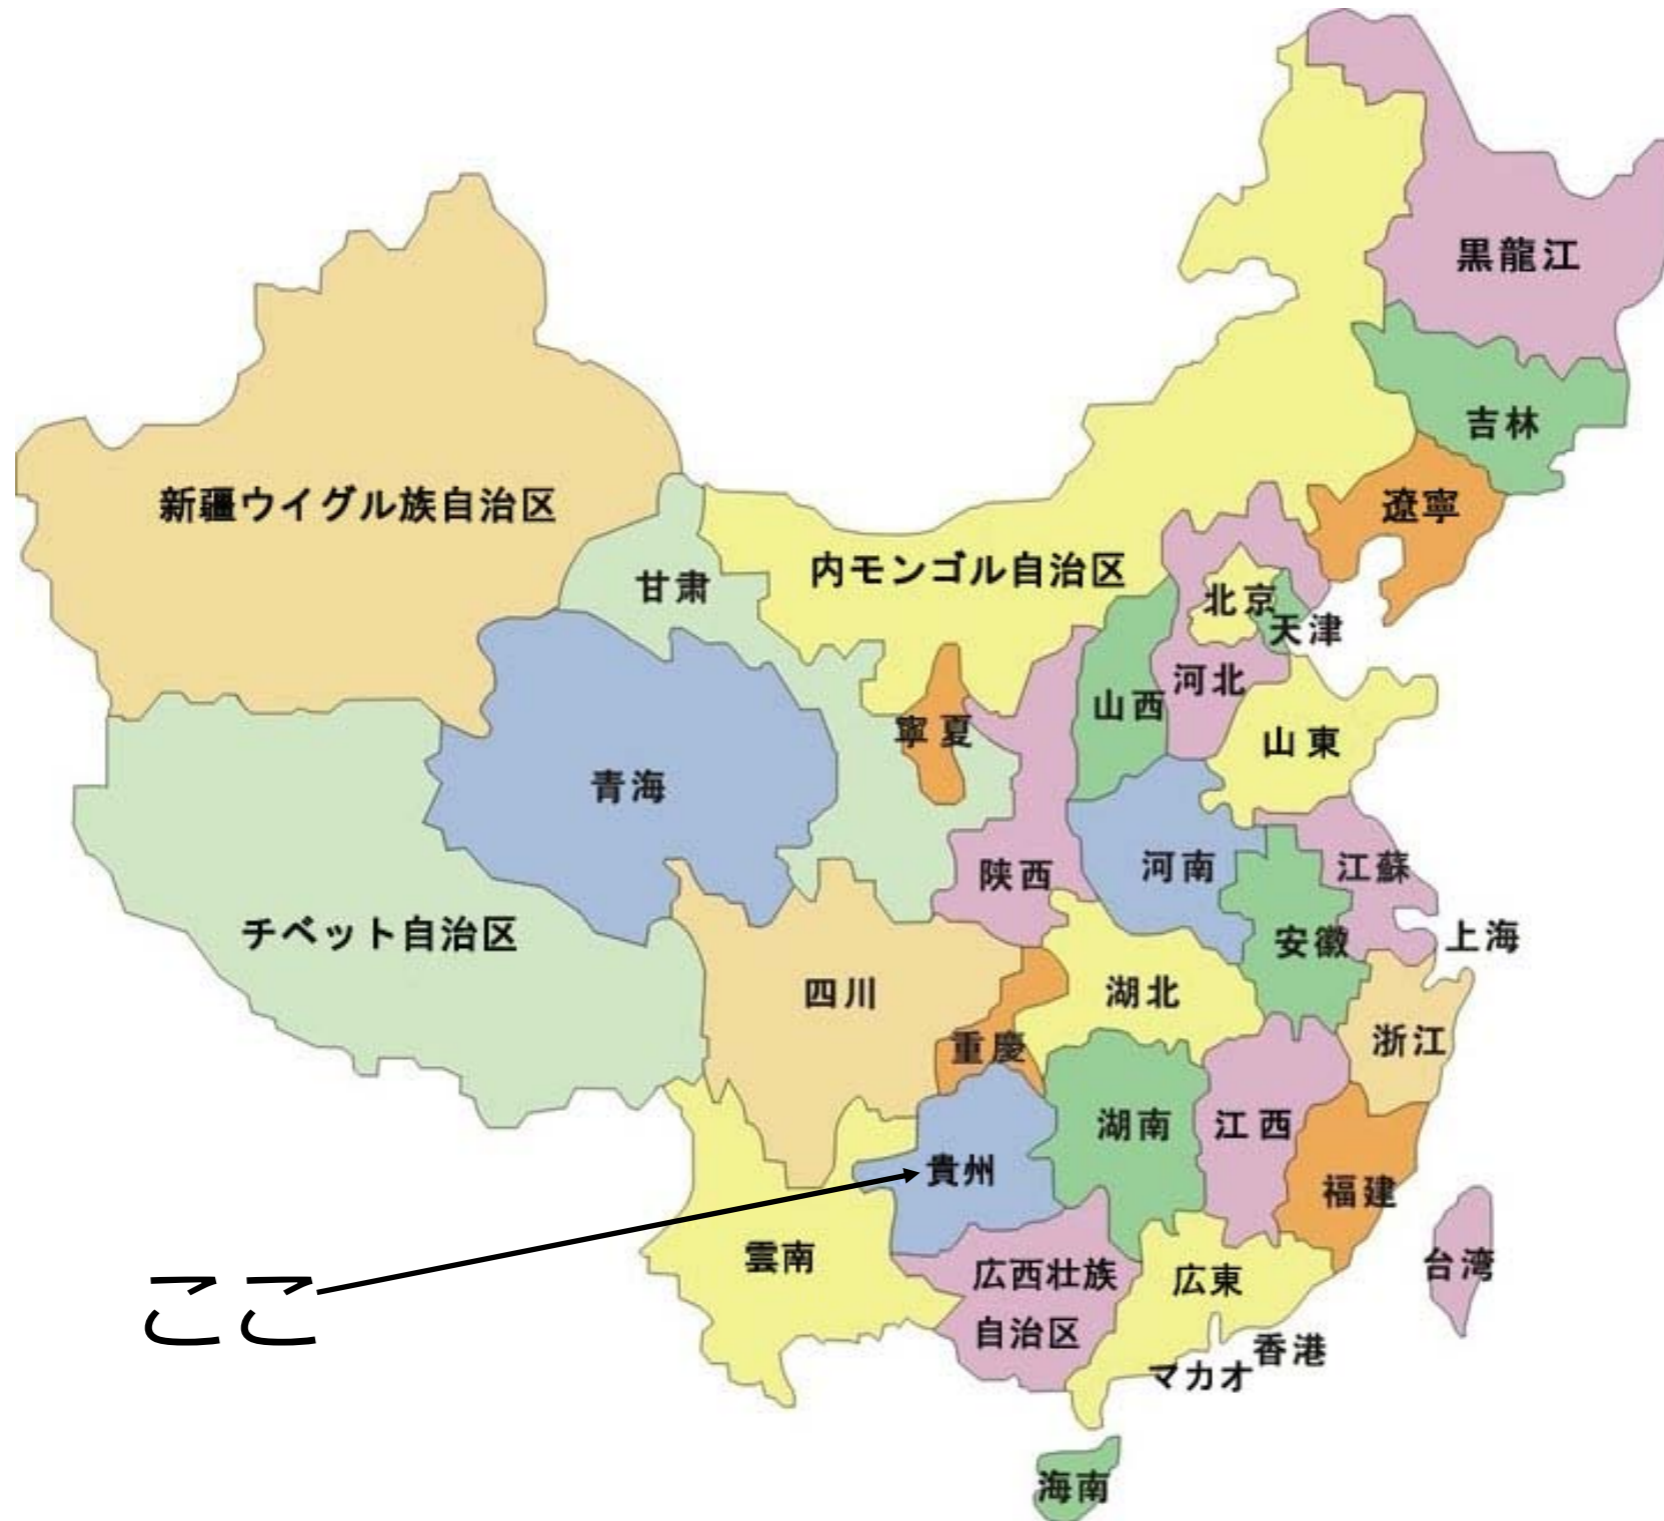 黒龍江
吉林
遼寧
新疆ウイグル族自治区
内モンゴル自治区
甘粛
北京
天津
河北
山西
寧夏
山東
青海
陝西
河南
江蘇
チベット自治区
安徽
上海
四川
湖北
重慶
浙江
湖南
江西
貴州
福建
雲南
広西壮族
自治区
広東
台湾
ここ
香港
マカオ
海南